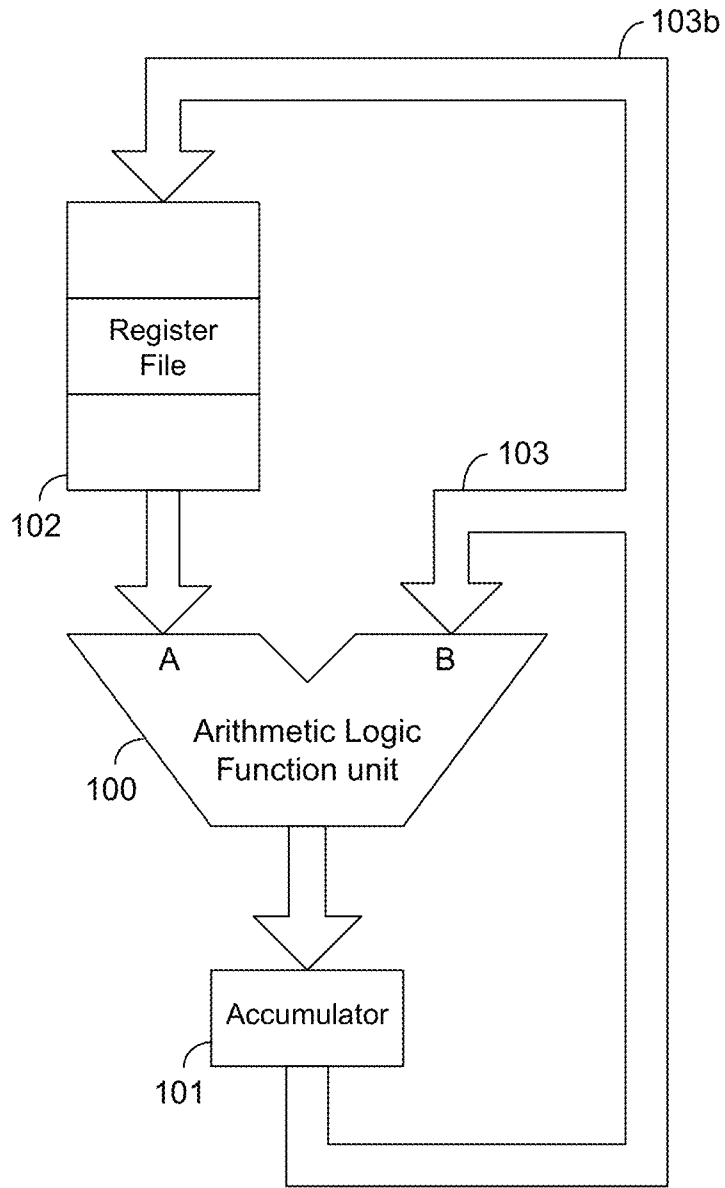 103b
Register
File
103
102
A
B
Arithmetic Logic
Function unit
100
Accumulator
101